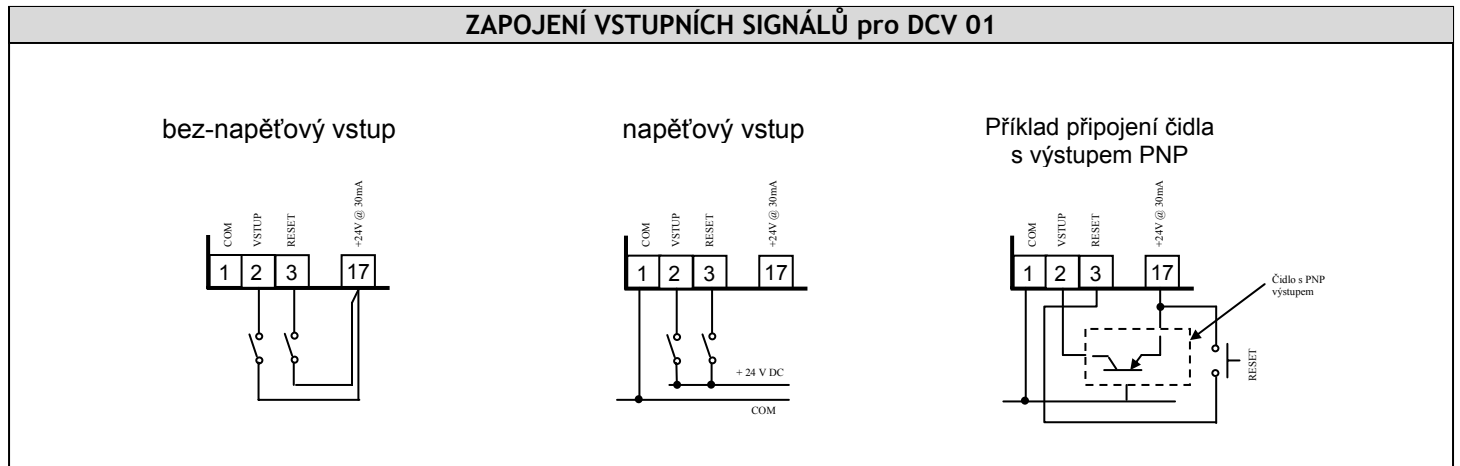 ZAPOJENÍ VSTUPNÍCH SIGNÁLŮ pro DCV 01
bez-napěťový vstup
COM
VSTUP
RESET
+24V @ 30mA
1 2 3 17
napěťový vstup
COM
VSTUP
RESET
+24V @ 30mA
1 2 3 17
+ 24 V DC
COM
Příklad připojení čidla
s výstupem PNP
COM
VSTUP
RESET
+24V @ 30mA
1 2 3 17
Čidlo s PNP
výstupem
RESET